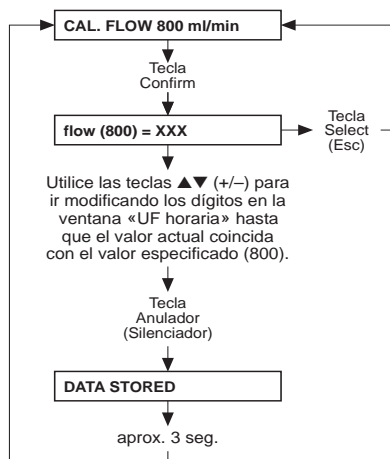 CAL. FLOW 800 ml/min
Tecla
Confirm
flow (800) = XXX
Tecla
Select
(Esc)
Utilice las teclas ▲▼ (+/–) para
ir modificando los dígitos en la
ventana «UF horaria» hasta
que el valor actual coincida
con el valor especificado (800).
Tecla
Anulador
(Silenciador)
DATA STORED
aprox. 3 seg.